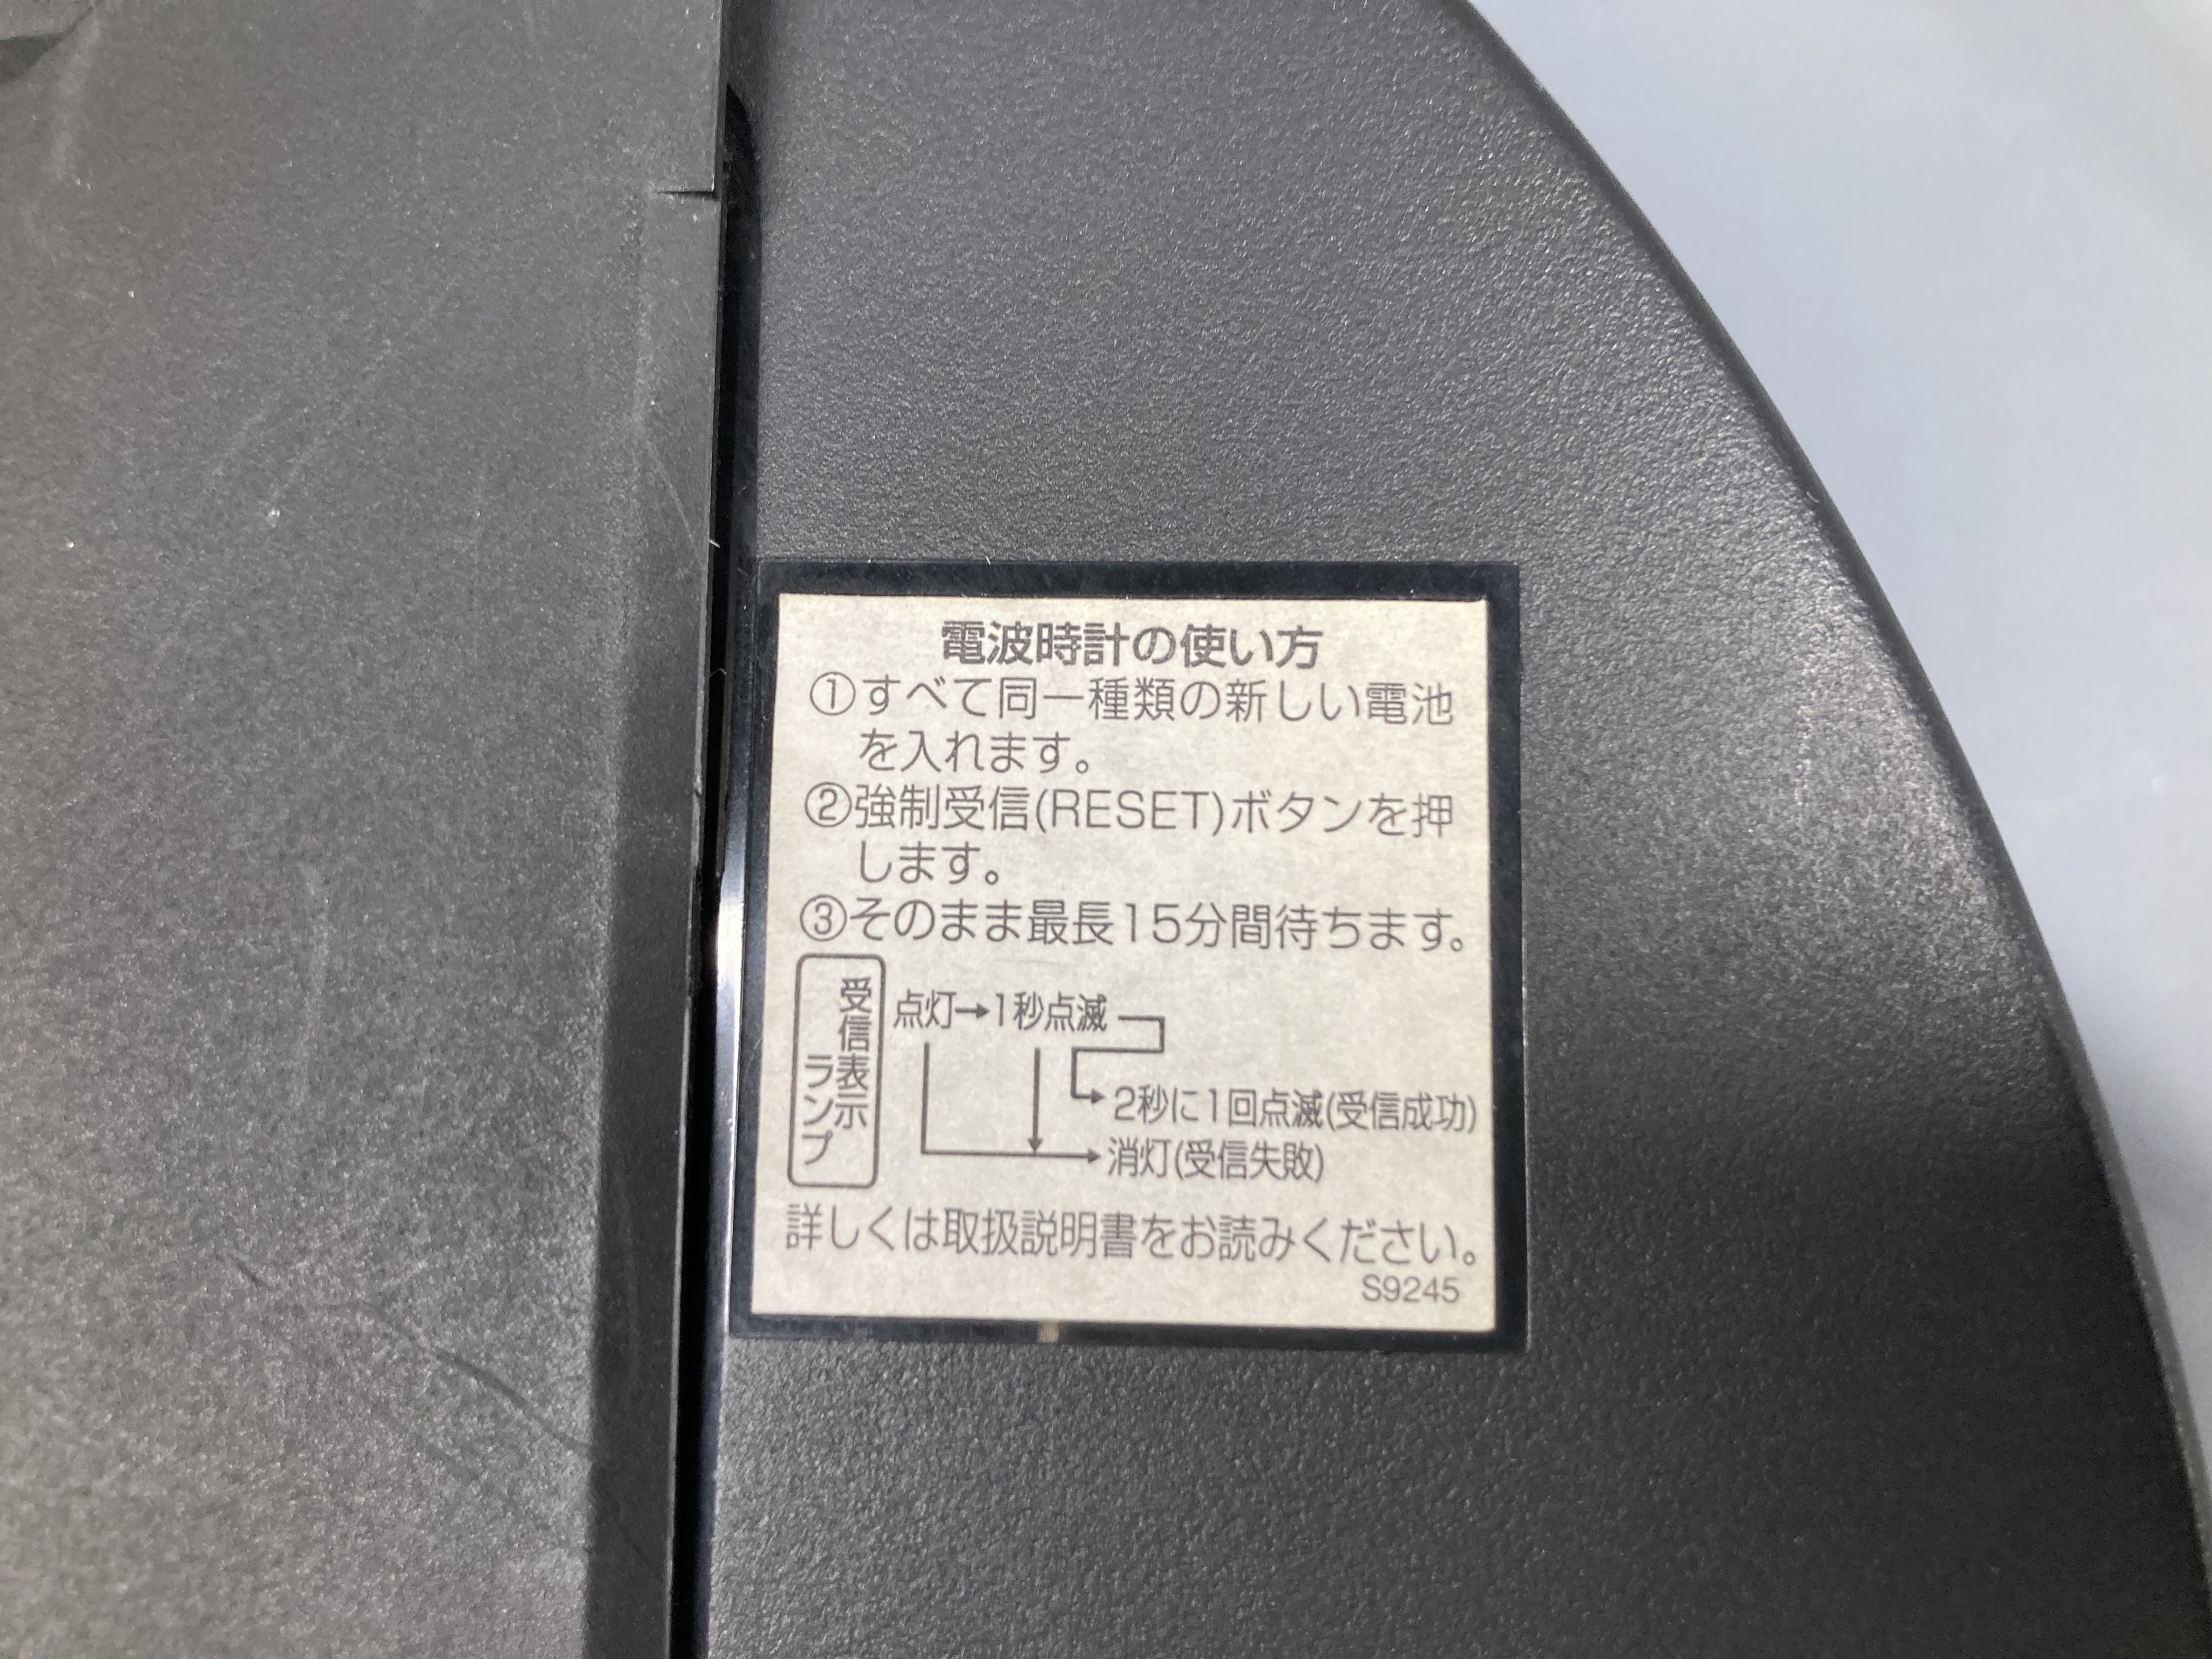 電波時計の使い方
①すべて同一種類の新しい電池
を入れます。
②強制受信(RESET)ボタンを押
します。
③そのまま最長15分間待ちます。
受信表示
ランプ
点灯→1秒点滅
2秒に1回点滅(受信成功)
消灯(受信失敗)
詳しくは取扱説明書をお読みください。
S9245